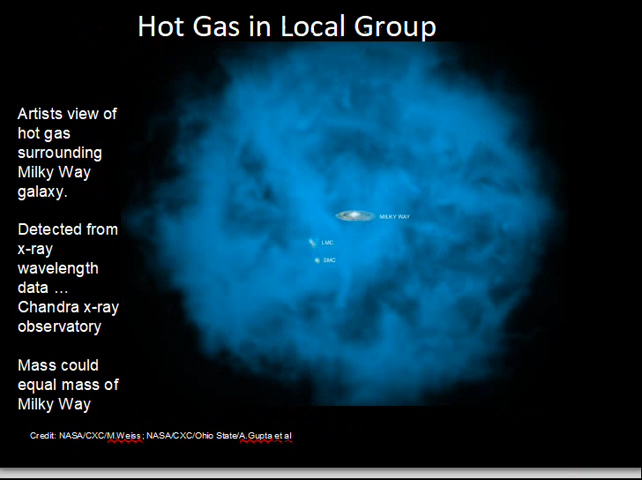 Hot Gas in Local Group
Artists view of
hot gas
surrounding
Milky Way
galaxy.
Detected from
x-ray
wavelength
data …
Chandra x-ray
observatory
Mass could
equal mass of
Milky Way
MILKY WAY
LMC
SMC
Credit: NASA/CXC/M.Weiss; NASA/CXC/Ohio State/A.Gupta et al